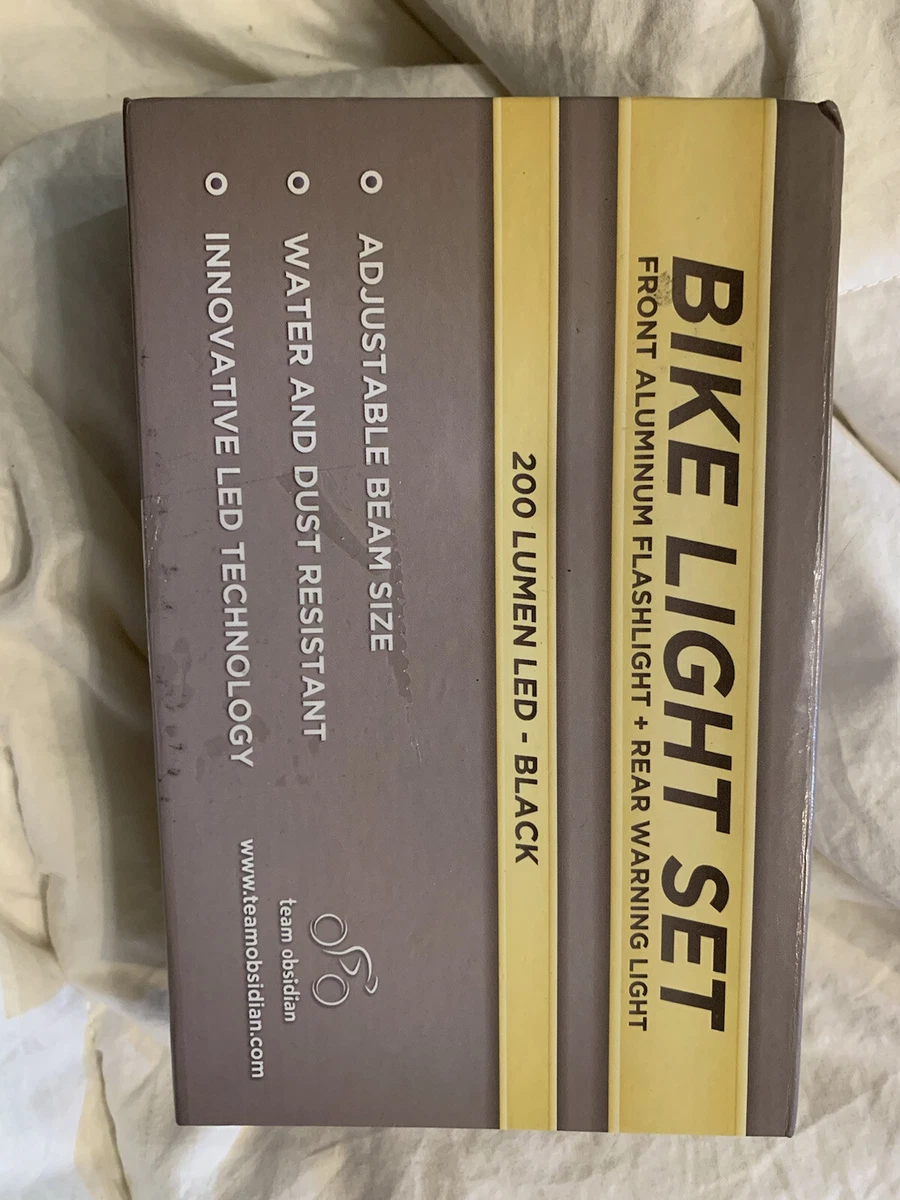 BIKE LIGHT SET
FRONT ALUMINUM FLASHLIGHT + REAR WARNING LIGHT
200 LUMEN LED - BLACK
ADJUSTABLE BEAM SIZE
WATER AND DUST RESISTANT
INNOVATIVE LED TECHNOLOGY
team obsidian
www.teamobsidian.com